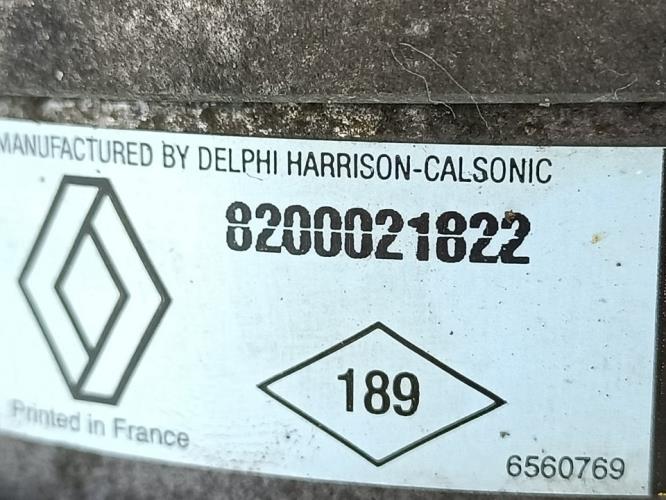 MANUFACTURED BY DELPHI HARRISON-CALSONIC
8200021822
189
Printed in France
6560769